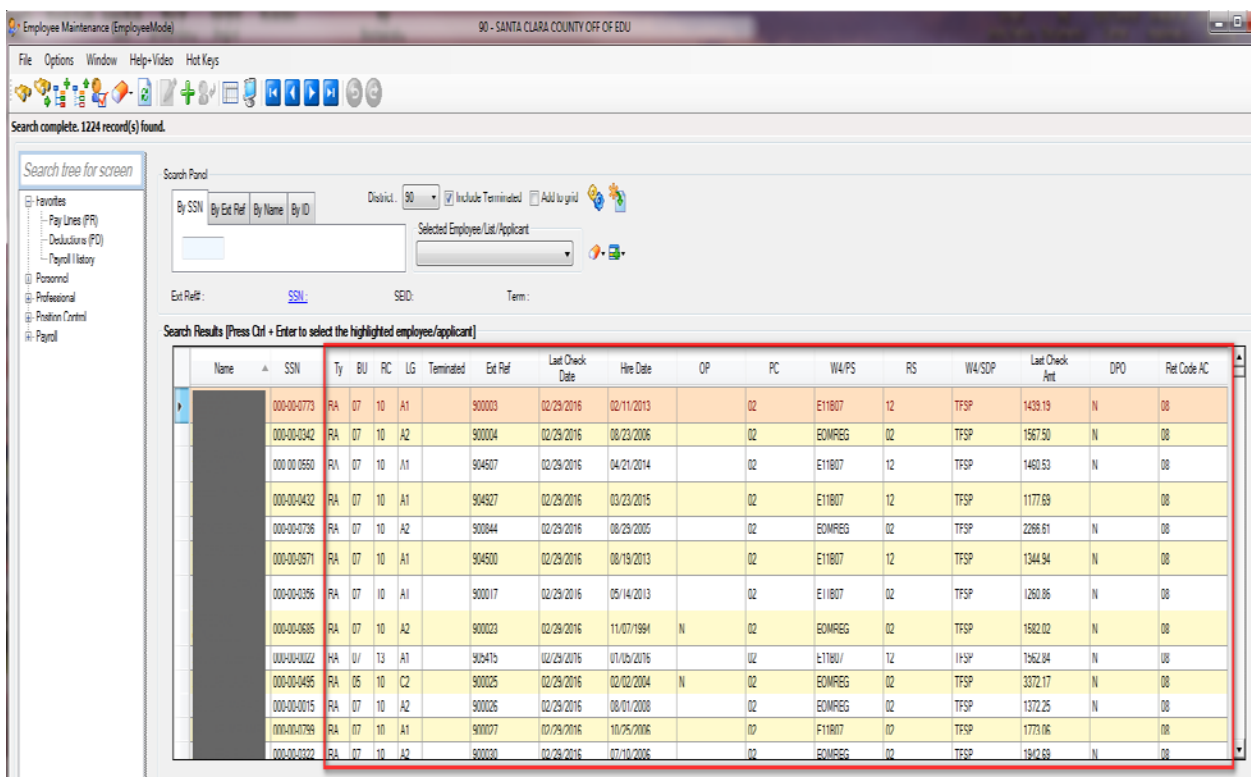 Employee Maintenance (EmployeeMode) 90 - SANTA CLARA COUNTY OFF OF EDU
File Options Window Help+Video Hot Keys
Search complete. 1224 record(s) found.
Search tree for screen
Favorites
Pay Lines (PR)
Deductions (PD)
Payroll History
Personnel
Professional
Position Control
Payroll
Search Panel
By SSN By Ext Ref By Name By ID
District : 90 Include Terminated Add to grid
Selected Employee/List/Applicant
Ext Ref# : SSN : SEID: Term :
Search Results [Press Ctrl + Enter to select the highlighted employee/applicant]
Name SSN Ty BU RC LG Terminated Ext Ref Last Check Date Hire Date OP PC W4/PS RS W4/SDP Last Check Amt DPO Ret Code AC
000-00-0773 RA 07 10 A1 900003 02/29/2016 02/11/2013 02 E11B07 12 TFSP 1439.19 N 08
000-00-0342 RA 07 10 A2 900004 02/29/2016 08/23/2006 02 EOMREG 02 TFSP 1567.50 N 08
000-00-0550 RA 07 10 A1 904507 02/29/2016 04/21/2014 02 E11B07 12 TFSP 1460.53 N 08
000-00-0432 RA 07 10 A1 904927 02/29/2016 03/23/2015 02 E11B07 12 TFSP 1177.69 08
000-00-0736 RA 07 10 A2 900844 02/29/2016 08/29/2005 02 EOMREG 02 TFSP 2266.61 N 08
000-00-0971 RA 07 10 A1 904500 02/29/2016 08/19/2013 02 E11B07 12 TFSP 1344.94 N 08
000-00-0356 RA 07 10 A1 900017 02/29/2016 05/14/2013 02 E11B07 12 TFSP 1260.86 N 08
000-00-0685 RA 07 10 A2 900023 02/29/2016 11/07/1994 N 02 EOMREG 02 TFSP 1582.02 N 08
000-00-0022 RA 07 13 A1 905415 02/29/2016 01/05/2016 02 E11B07 12 TFSP 1562.84 N 08
000-00-0495 RA 05 10 C2 900025 02/29/2016 02/02/2004 N 02 EOMREG 02 TFSP 3372.17 N 08
000-00-0015 RA 07 10 A2 900026 02/29/2016 08/01/2008 02 EOMREG 02 TFSP 1372.25 N 08
000-00-0799 RA 07 10 A1 900027 02/29/2016 10/25/2006 02 E11B07 02 TFSP 1773.06 08
000-00-0322 RA 07 10 A2 900030 02/29/2016 07/10/2006 02 EOMREG 02 TFSP 1942.69 N 08